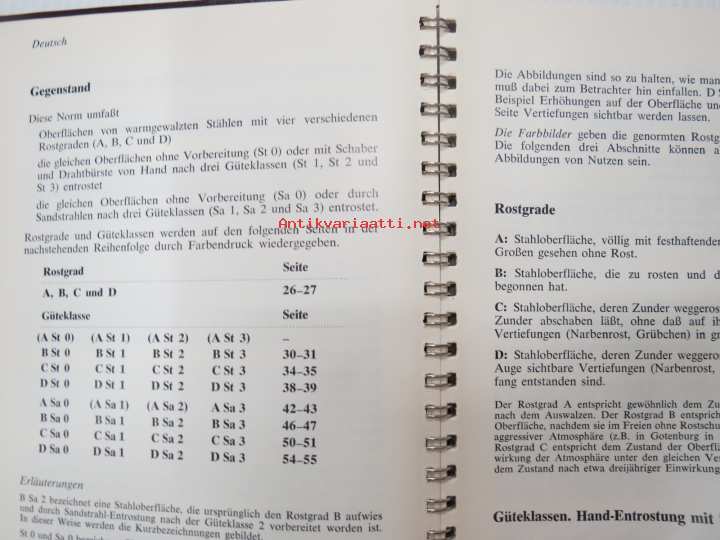 Deutsch
Gegenstand
Diese Norm umfaßt
Oberflächen von warmgewalzten Stählen mit vier verschiedenen
Rostgraden (A, B, C und D)
die gleichen Oberflächen ohne Vorbereitung (St 0) oder mit Schaber
und Drahtbürste von Hand nach drei Güteklassen (St 1, St 2 und
St 3) entrostet
die gleichen Oberflächen ohne Vorbereitung (Sa 0) oder durch
Sandstrahlen nach drei Güteklassen (Sa 1, Sa 2 und Sa 3) entrostet.
Antikvariaatti.net
Rostgrade und Güteklassen werden auf den folgenden Seiten in der
nachstehenden Reihenfolge durch Farbendruck wiedergegeben.
Rostgrad Seite
A, B, C und D 26–27
Güteklasse Seite
(A St 0) (A St 1) (A St 2) (A St 3) –
B St 0 B St 1 B St 2 B St 3 30–31
C St 0 C St 1 C St 2 C St 3 34–35
D St 0 D St 1 D St 2 D St 3 38–39
A Sa 0 (A Sa 1) (A Sa 2) A Sa 3 42–43
B Sa 0 B Sa 1 B Sa 2 B Sa 3 46–47
C Sa 0 C Sa 1 C Sa 2 C Sa 3 50–51
D Sa 0 D Sa 1 D Sa 2 D Sa 3 54–55
Erläuterungen
B Sa 2 bezeichnet eine Stahloberfläche, die ursprünglich den Rostgrad B aufwies
und durch Sandstrahl-Entrostung nach der Güteklasse 2 vorbereitet worden ist.
In dieser Weise werden die Kurzbezeichnungen gebildet.
St 0 und Sa 0
Die Abbildungen sind so zu halten, wie man
muß dabei zum Betrachter hin einfallen. D
Beispiel Erhöhungen auf der Oberfläche
Seite Vertiefungen sichtbar werden lassen.
Die Farbbilder geben die genormten
Die folgenden drei Abschnitte können
Abbildungen von Nutzen sein.
Rostgrade
A: Stahloberfläche, völlig mit festhaftender
Großen gesehen ohne Rost.
B: Stahloberfläche, die zu rosten und
begonnen hat.
C: Stahloberfläche, deren Zunder
Zunder abschaben läßt, ohne daß auf
Vertiefungen (Narbenrost, Grübchen) in
D: Stahloberfläche, deren Zunder
Auge sichtbare Vertiefungen (Narbenrost,
fang entstanden sind.
Der Rostgrad A entspricht gewöhnlich dem
nach dem Auswalzen. Der Rostgrad B entspricht
Oberfläche, nachdem sie im Freien ohne
aggressiver Atmosphäre (z.B. in Gotenburg in
Rostgrad C entspricht dem Zustand der
wirkung der Atmosphäre unter den gleichen
dem Zustand nach etwa dreijähriger
Güteklassen. Hand-Entrostung mit